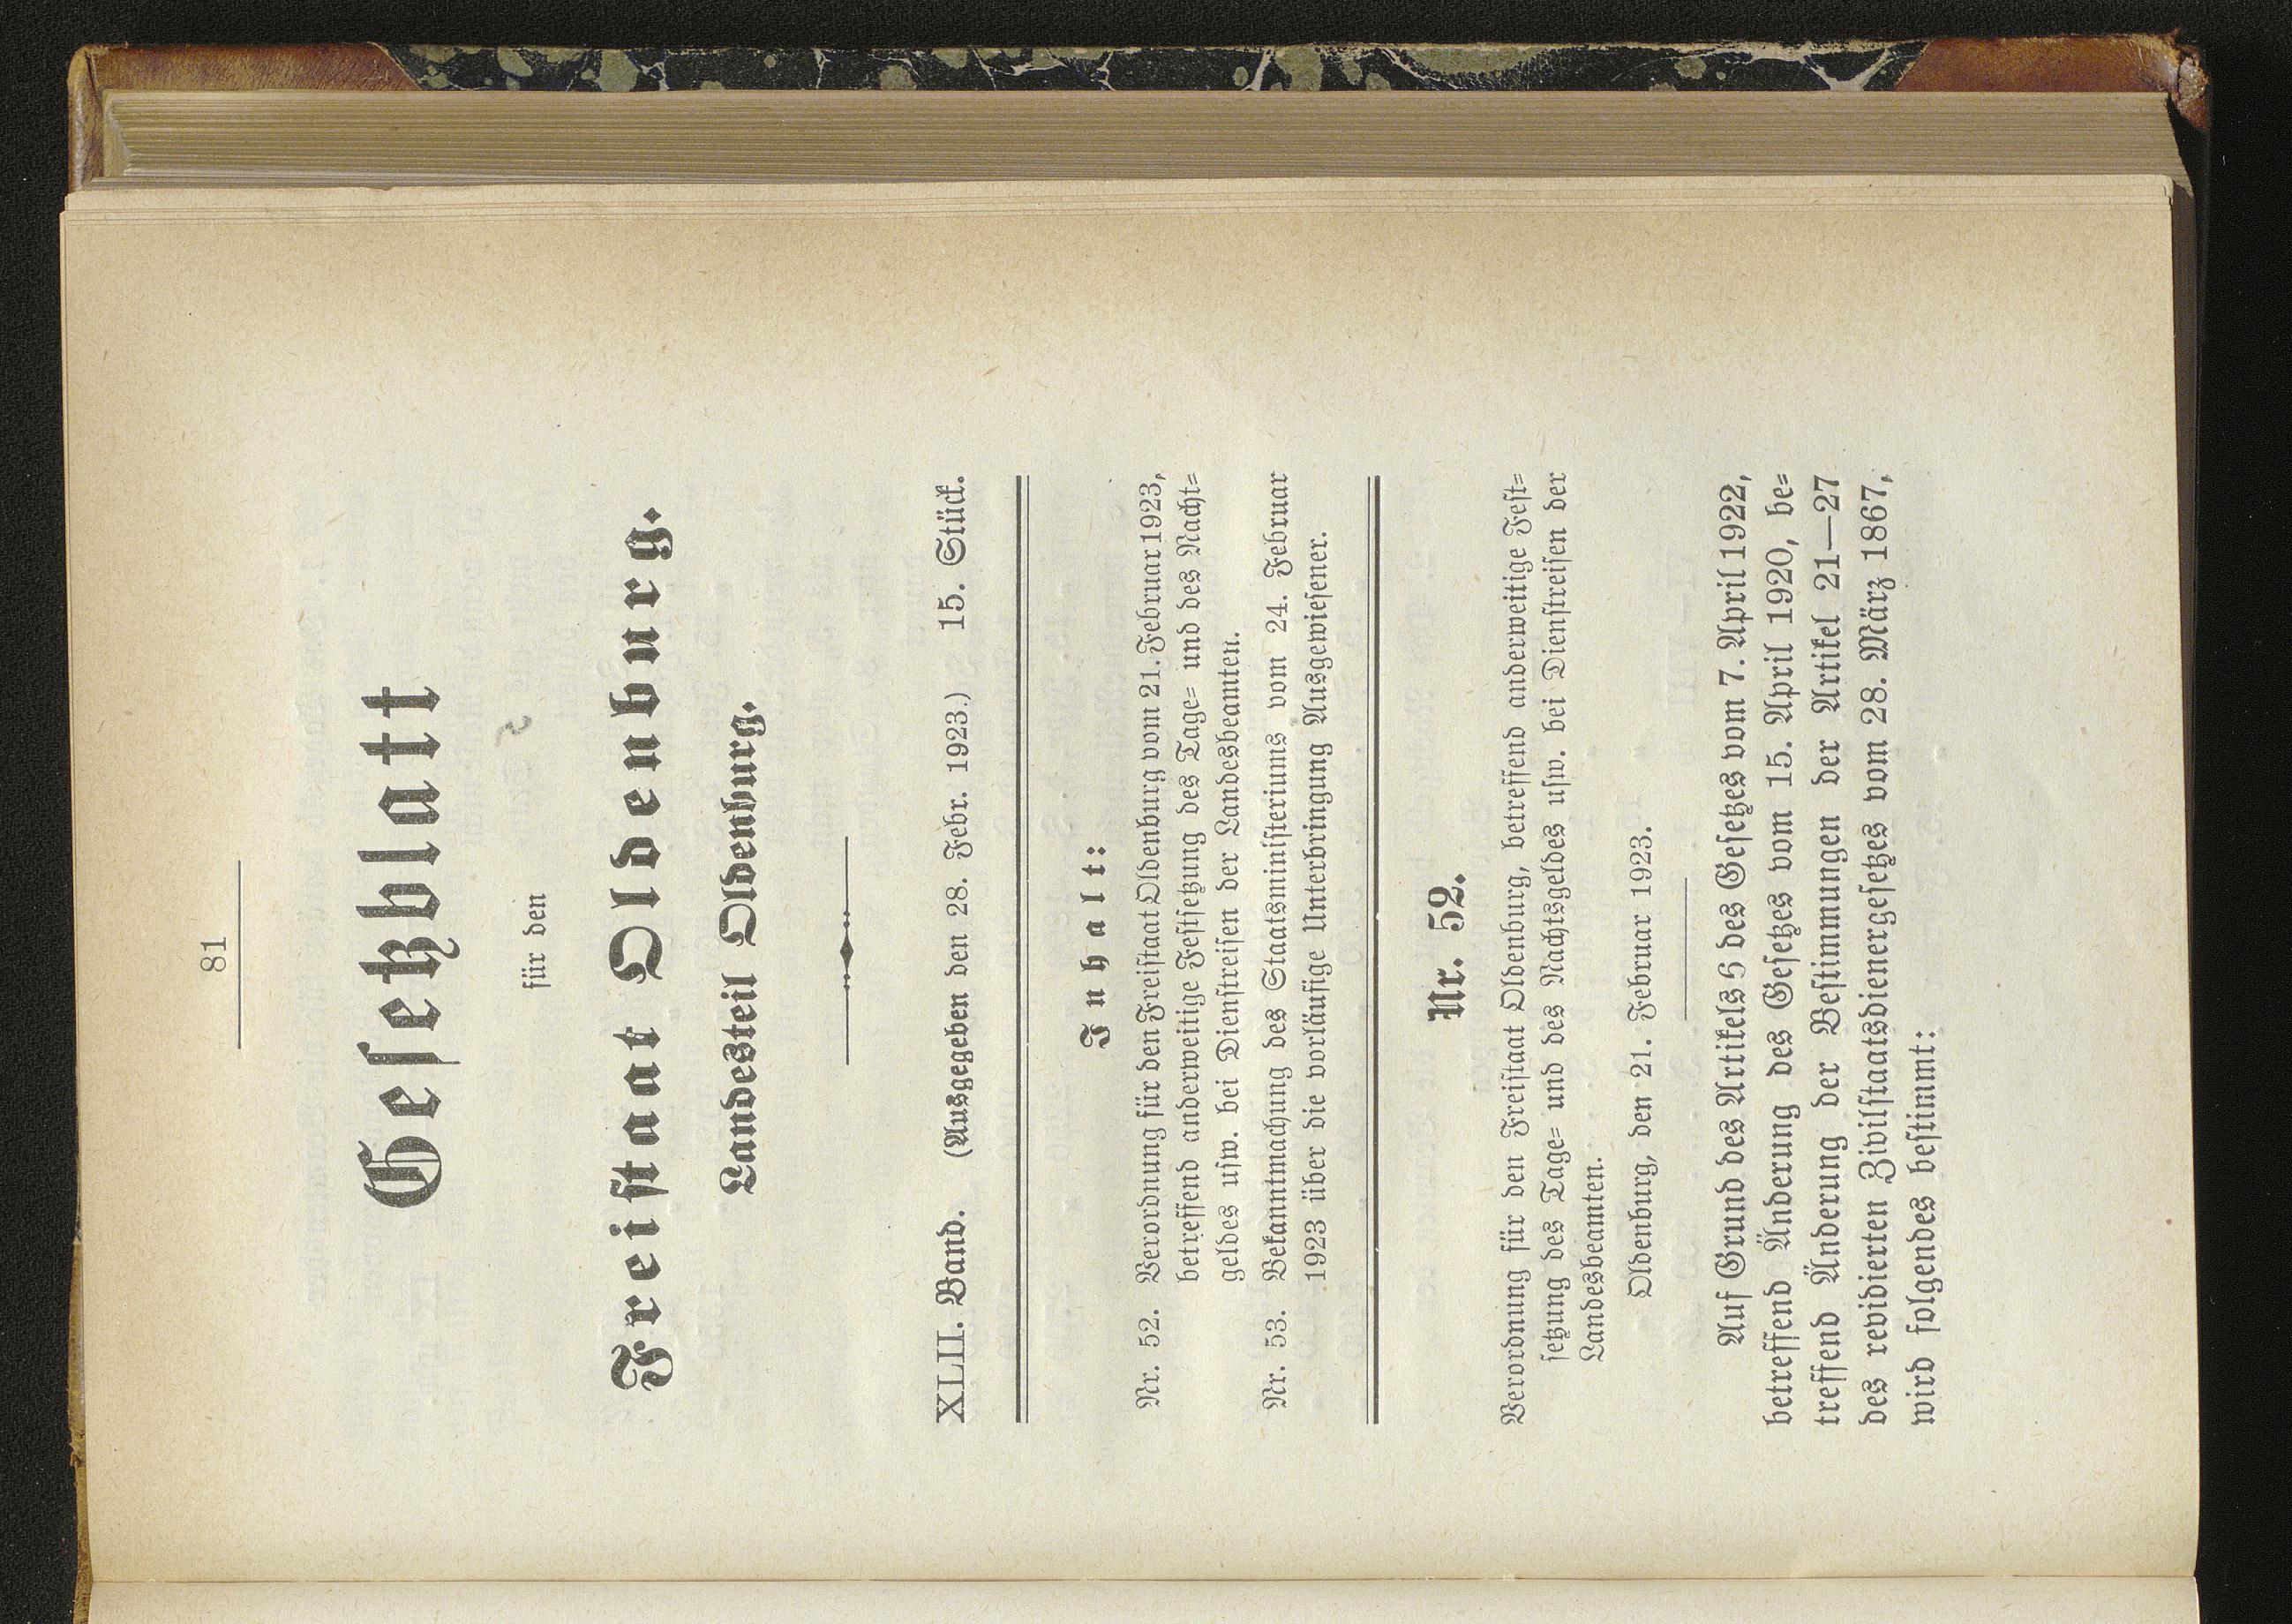 81
Geſetzblatt
für den
Freiſtaat Oldenburg.
Landesteil Oldenburg.
XLII. Band. (Ausgegeben den 28. Febr. 1923.) 15. Stück.
Inhalt:
Nr. 52. Verordnung für den Freiſtaat Oldenburg vom 21. Februar 1923,
betreffend anderweitige Feſtſetzung des Tage= und des Nacht=
geldes uſw. bei Dienſtreiſen der Landesbeamten.
Nr. 53. Bekanntmachung des Staatsminiſteriums vom 24. Februar
1923 über die vorläufige Unterbringung Ausgewieſener.
Nr. 52.
Verordnung für den Freiſtaat Oldenburg, betreffend anderweitige Feſt=
ſetzung des Tage= und des Nachtsgeldes uſw. bei Dienſtreiſen der
Landesbeamten.
Oldenburg, den 21. Februar 1923.
Auf Grund des Artikels 6 des Geſetzes vom 7. April 1922,
betreffend Änderung des Geſetzes vom 15. April 1920, be=
treffend Änderung der Beſtimmungen der Artikel 21—27
des revidierten Zivilſtaatsdienergeſetzes vom 28. März 1867,
wird folgendes beſtimmt: